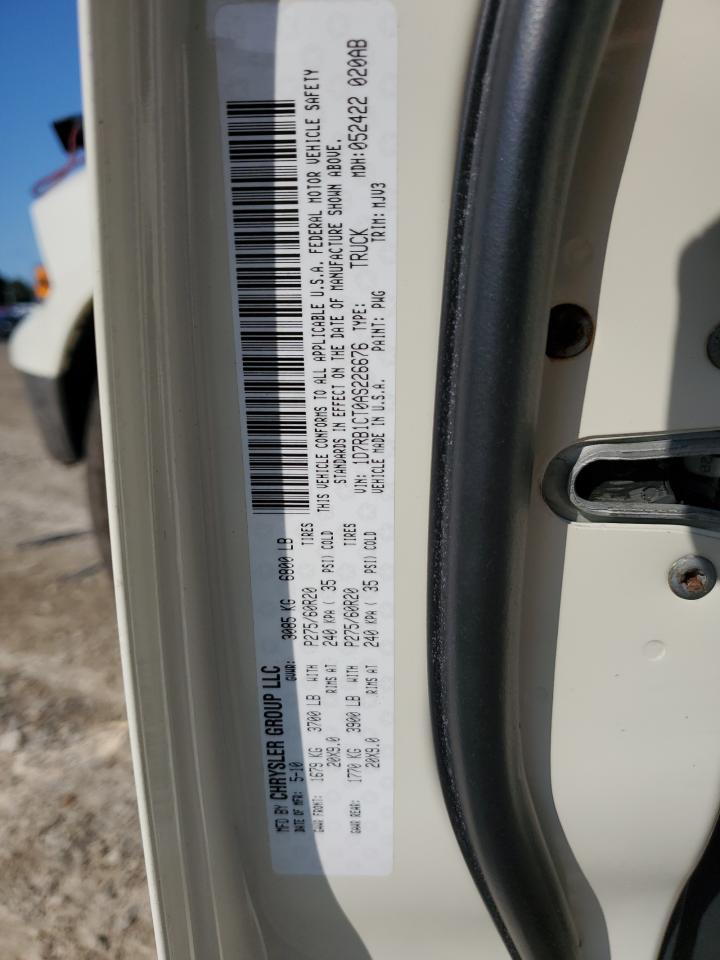 MFD BY CHRYSLER GROUP LLC
DATE OF MFR: 5-10 GVWR: 3085 KG 6800 LB
GAWR FRONT: 1679 KG 3700 LB WITH P275/60R20 TIRES
20X9.0 RIMS AT 240 KPA ( 35 PSI) COLD
GAWR REAR: 1770 KG 3900 LB WITH P275/60R20 TIRES
20X9.0 RIMS AT 240 KPA ( 35 PSI) COLD
THIS VEHICLE CONFORMS TO ALL APPLICABLE U.S.A. FEDERAL MOTOR VEHICLE SAFETY
STANDARDS IN EFFECT ON THE DATE OF MANUFACTURE SHOWN ABOVE.
VIN: 1D7RB1CT0AS226676 TYPE: TRUCK MDH: 052422 020AB
VEHICLE MADE IN U.S.A. PAINT: PWG TRIM: MJV3